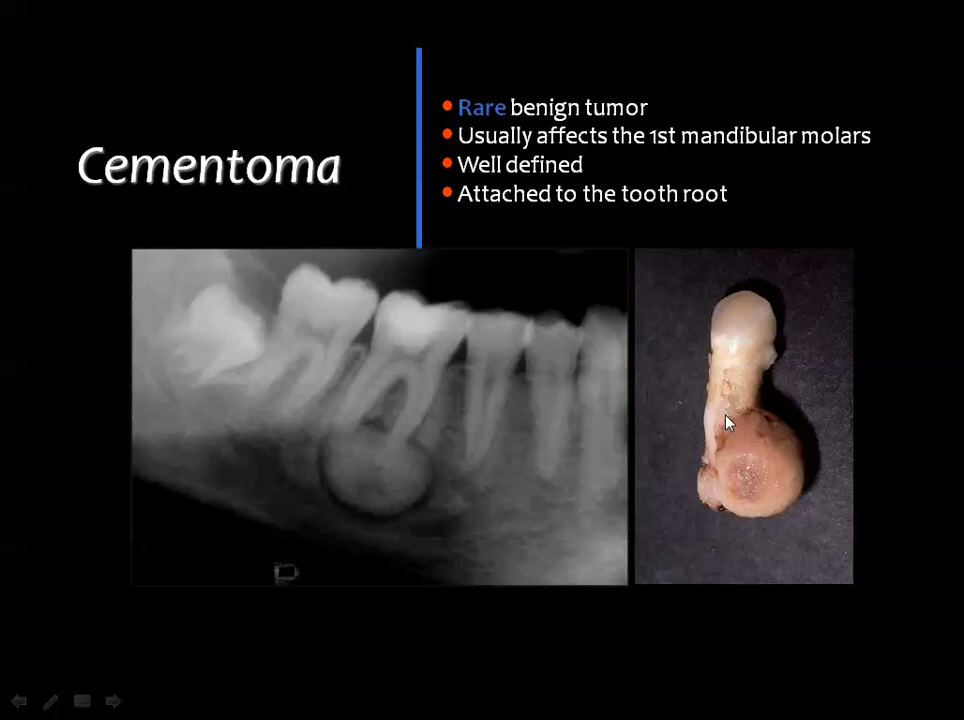 Cementoma
Rare benign tumor
Usually affects the 1st mandibular molars
Well defined
Attached to the tooth root